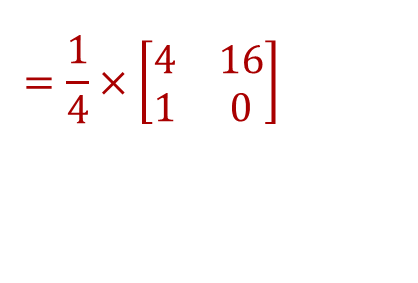 = 1/4 × [4 16
1 0]